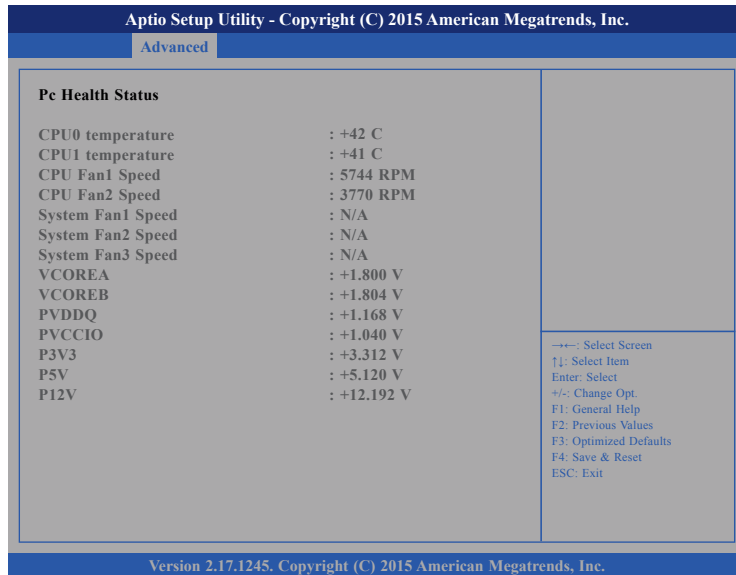 Aptio Setup Utility - Copyright (C) 2015 American Megatrends, Inc.
Advanced
Pc Health Status
CPU0 temperature : +42 C
CPU1 temperature : +41 C
CPU Fan1 Speed : 5744 RPM
CPU Fan2 Speed : 3770 RPM
System Fan1 Speed : N/A
System Fan2 Speed : N/A
System Fan3 Speed : N/A
VCOREA : +1.800 V
VCOREB : +1.804 V
PVDDQ : +1.168 V
PVCCIO : +1.040 V
P3V3 : +3.312 V
P5V : +5.120 V
P12V : +12.192 V
→←: Select Screen
↑↓: Select Item
Enter: Select
+/-: Change Opt.
F1: General Help
F2: Previous Values
F3: Optimized Defaults
F4: Save & Reset
ESC: Exit
Version 2.17.1245. Copyright (C) 2015 American Megatrends, Inc.